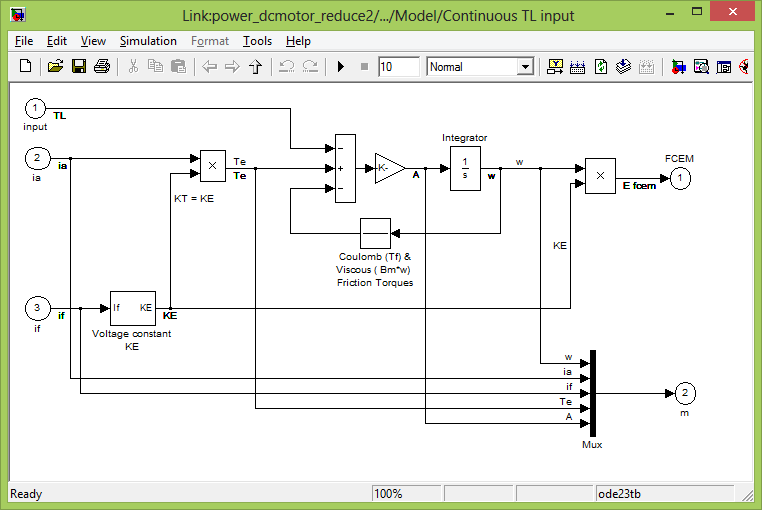 Link:power_dcmotor_reduce2/.../Model/Continuous TL input
File Edit View Simulation Format Tools Help
10 Normal
1
TL
input
2
ia
ia
×
Te
Te
KT = KE
−
+
−
K-
A
Integrator
1
s
w
w
×
FCEM
1
E fcem
KE
Coulomb (Tf) &
Viscous ( Bm*w)
Friction Torques
3
if
if
If KE
KE
Voltage constant
KE
w
ia
if
Te
A
Mux
2
m
Ready 100% ode23tb